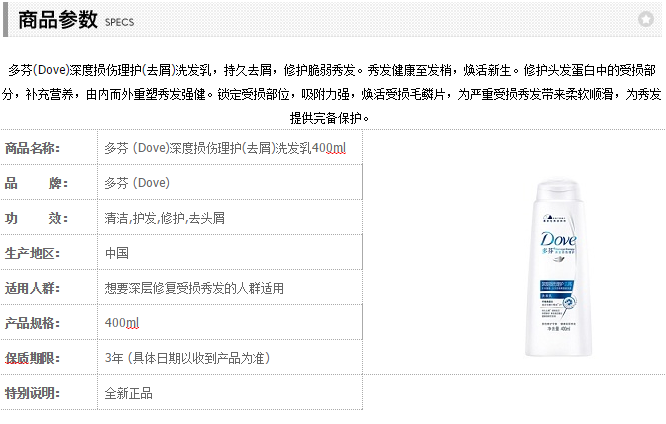 商品参数 SPECS
多芬(Dove)深度损伤理护(去屑)洗发乳，持久去屑，修护脆弱秀发。秀发健康至发梢，焕活新生。修护头发蛋白中的受损部
分，补充营养，由内而外重塑秀发强健。锁定受损部位，吸附力强，焕活受损毛鳞片，为严重受损秀发带来柔软顺滑，为秀发
提供完备保护。
商品名称： 多芬 (Dove)深度损伤理护(去屑)洗发乳400ml
品 牌： 多芬 (Dove)
功 效： 清洁,护发,修护,去头屑
生产地区： 中国
适用人群： 想要深层修复受损秀发的人群适用
产品规格： 400ml
保质期限： 3年 (具体日期以收到产品为准)
特别说明： 全新正品
Dove
多芬
400ml